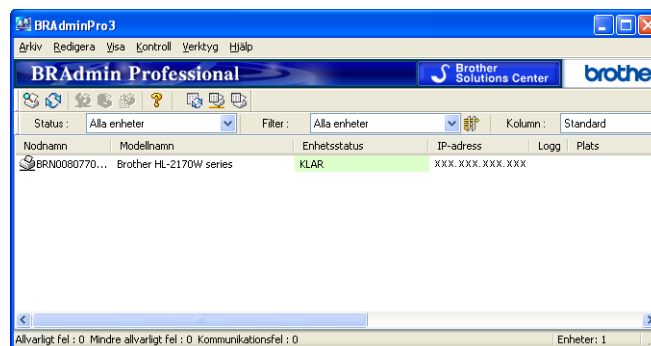 BRAdminPro3
Arkiv Redigera Visa Kontroll Verktyg Hjälp
BRAdmin Professional Brother Solutions Center brothe
Status : Alla enheter Filter : Alla enheter Kolumn : Standard
Nodnamn Modellnamn Enhetsstatus IP-adress Logg Plats
BRN0080770... Brother HL-2170W series KLAR XXX.XXX.XXX.XXX
Allvarligt fel : 0 Mindre allvarligt fel : 0 Kommunikationsfel : 0 Enheter: 1